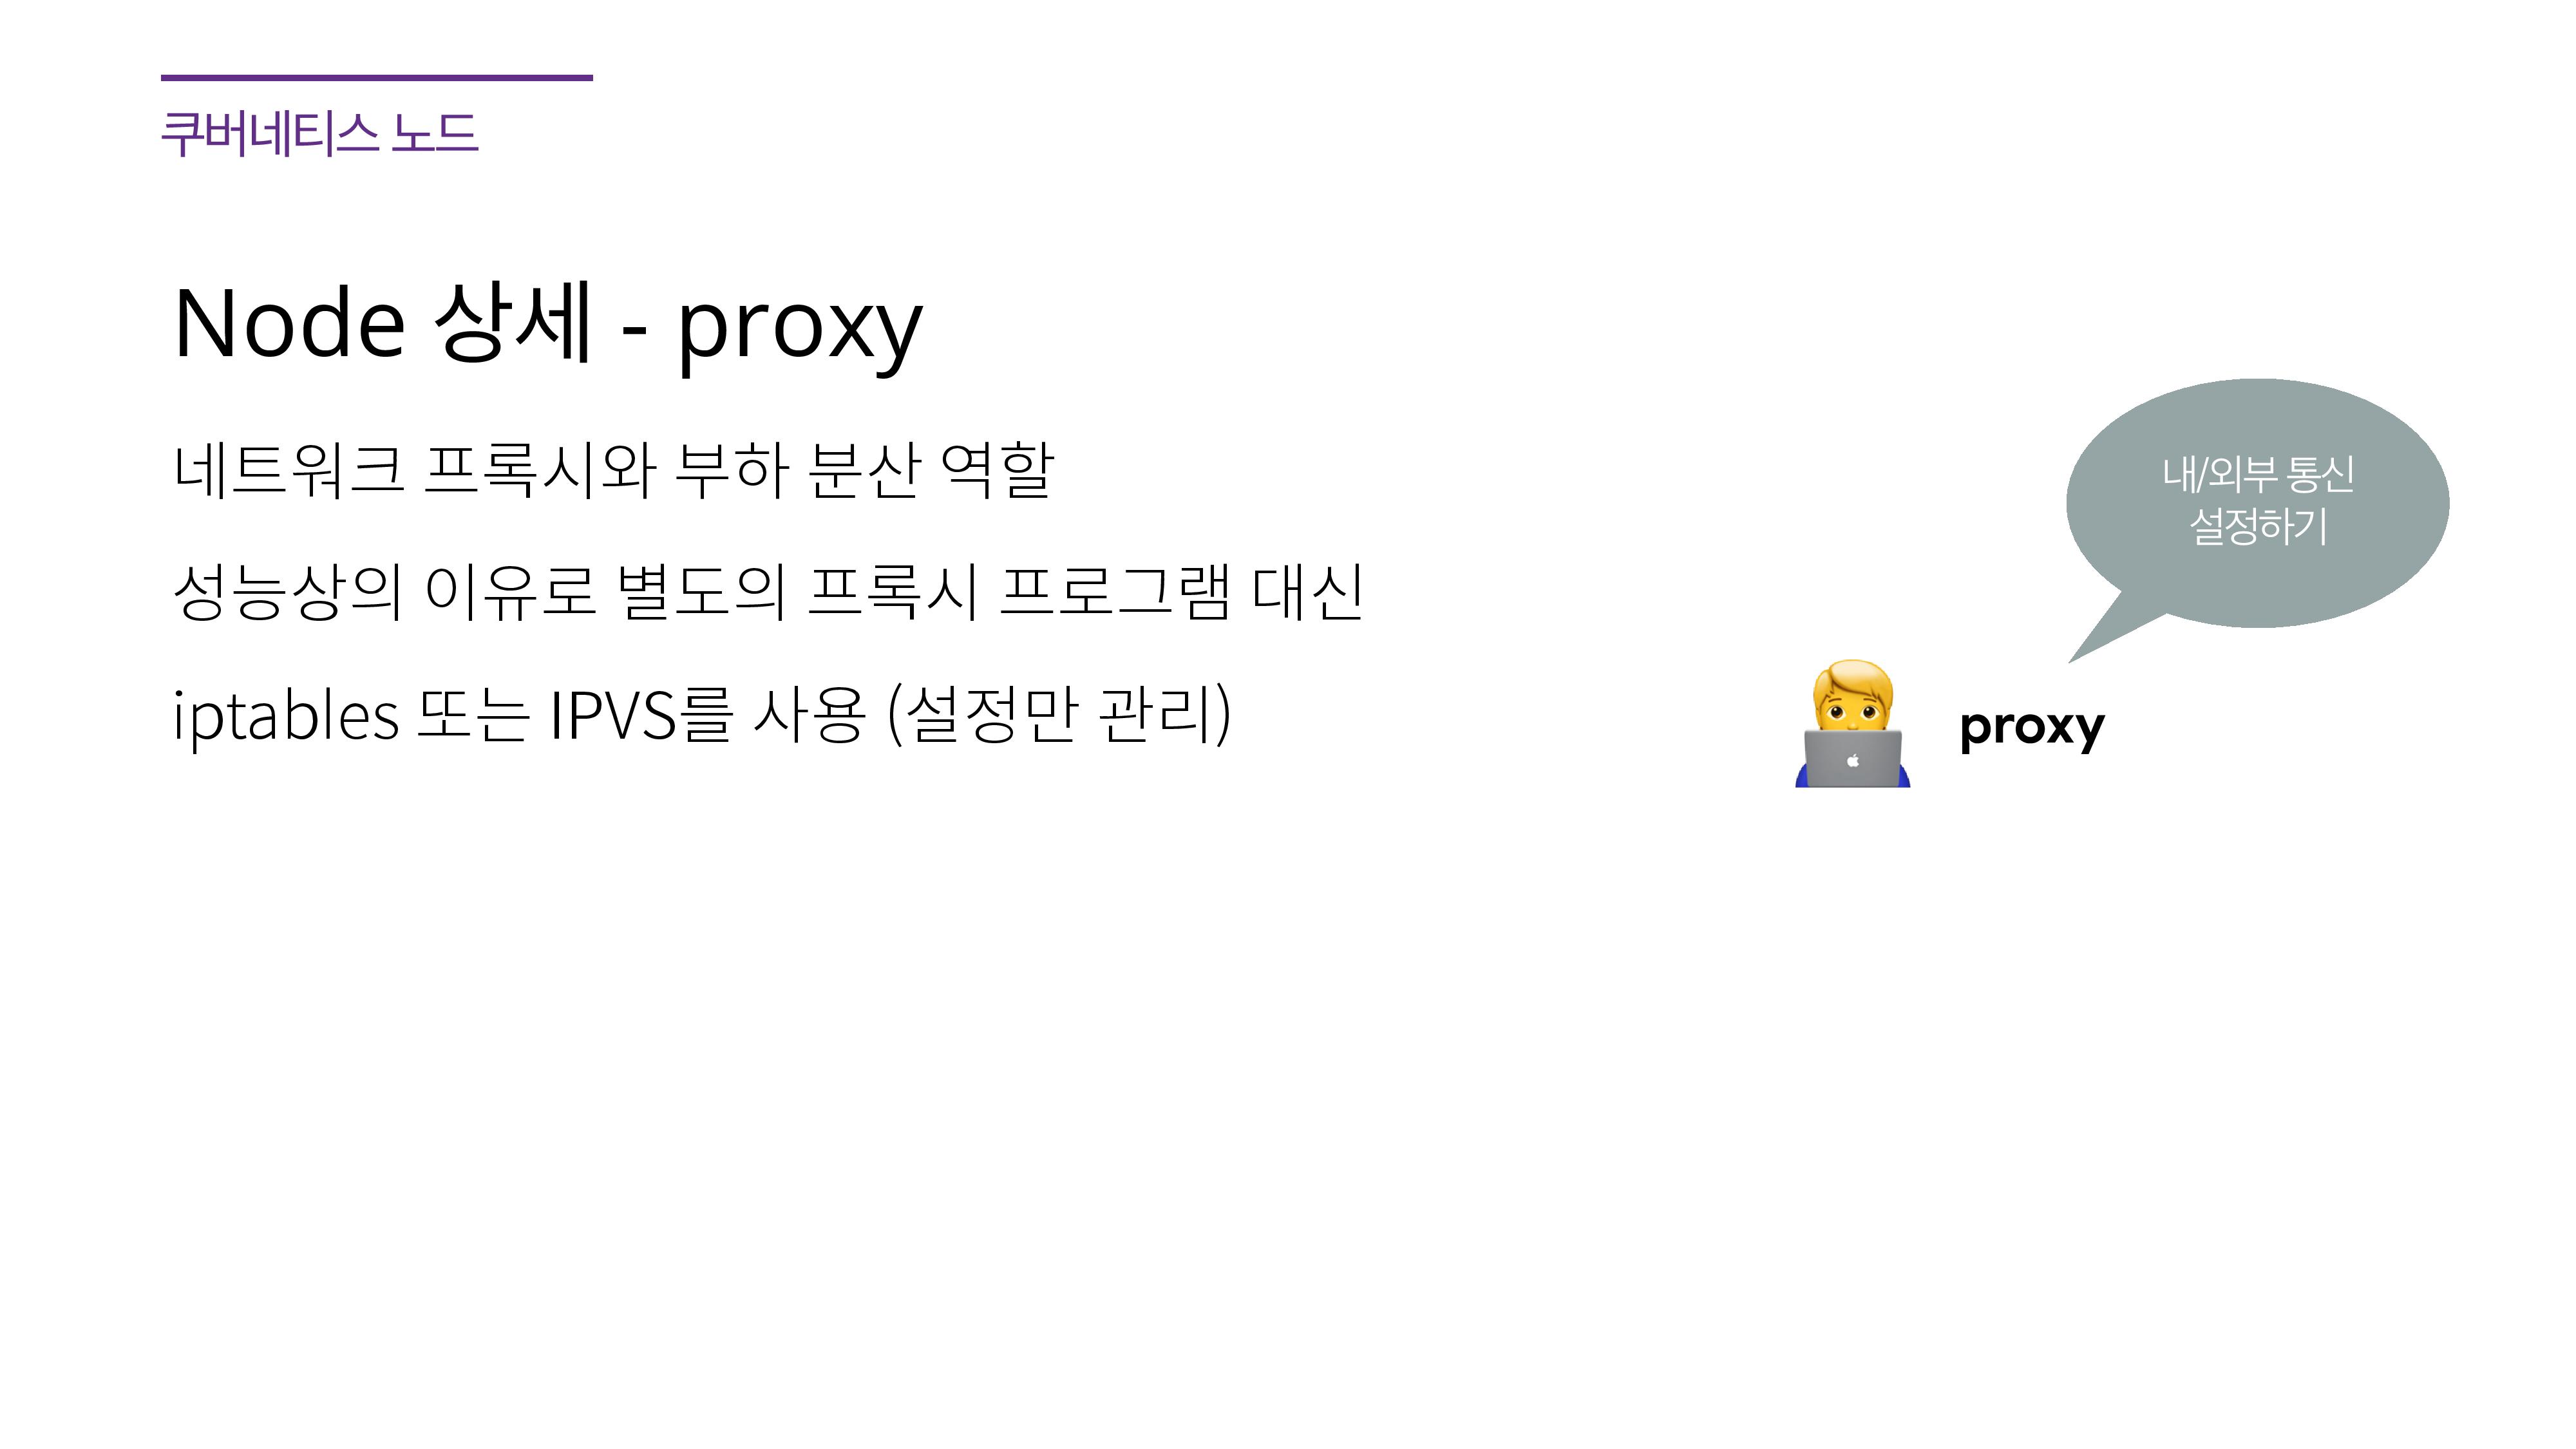 쿠버네티스 노드
Node 상세 - proxy
네트워크 프록시와 부하 분산 역할
성능상의 이유로 별도의 프록시 프로그램 대신
iptables 또는 IPVS를 사용 (설정만 관리)
내/외부 통신
설정하기
proxy